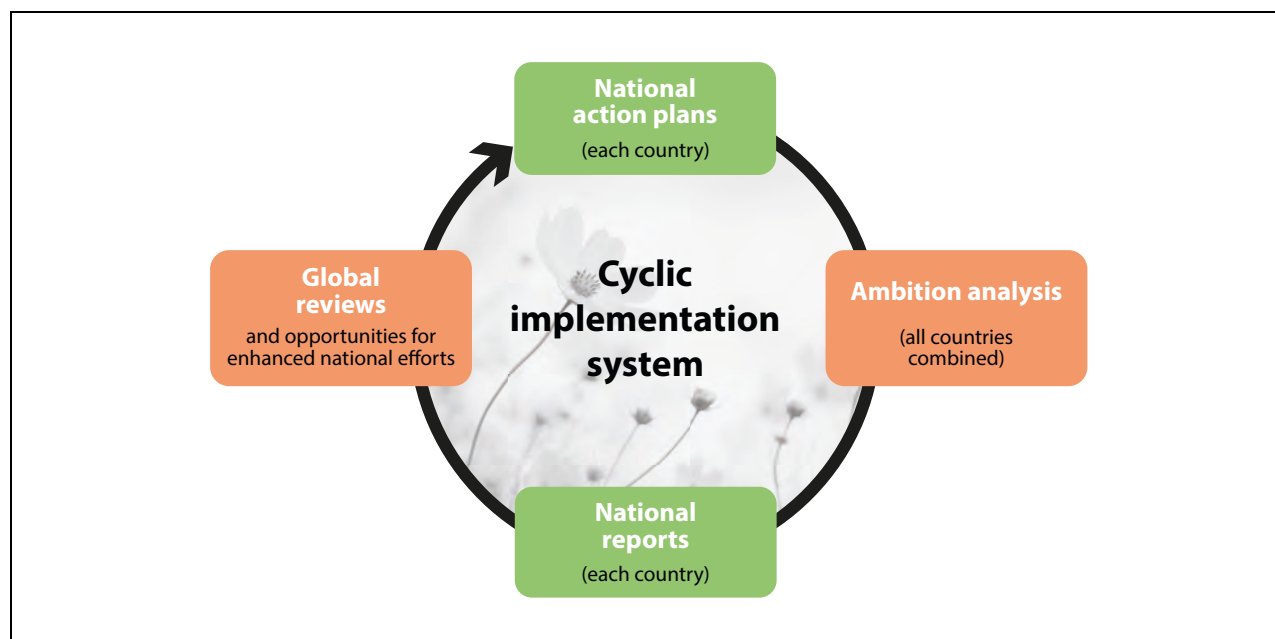 National
action plans
(each country)
Global
reviews
and opportunities for
enhanced national efforts
Cyclic
implementation
system
Ambition analysis
(all countries
combined)
National
reports
(each country)